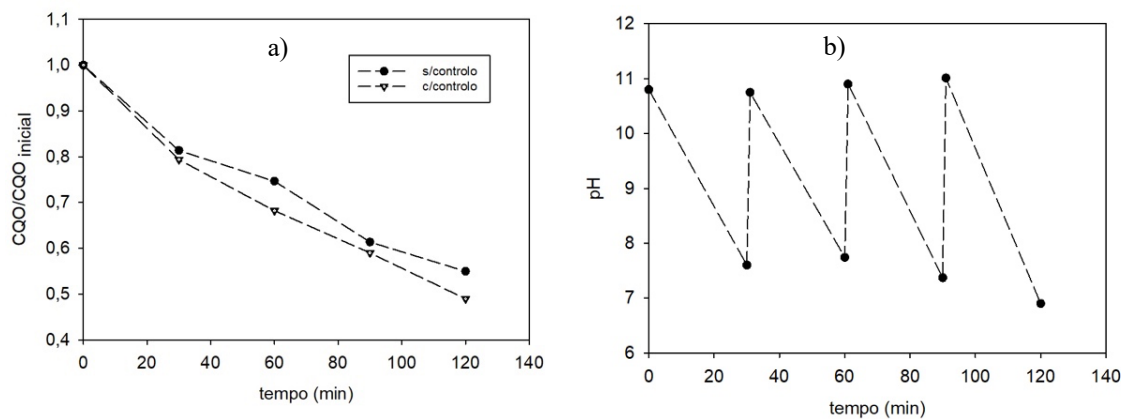 a)
1,1
1,0
0,9
0,8
0,7
0,6
0,5
0,4
CQO/CQO inicial
s/controlo
c/controlo
0 20 40 60 80 100 120 140
tempo (min)
b)
12
11
10
9
8
7
6
pH
0 20 40 60 80 100 120 140
tempo (min)